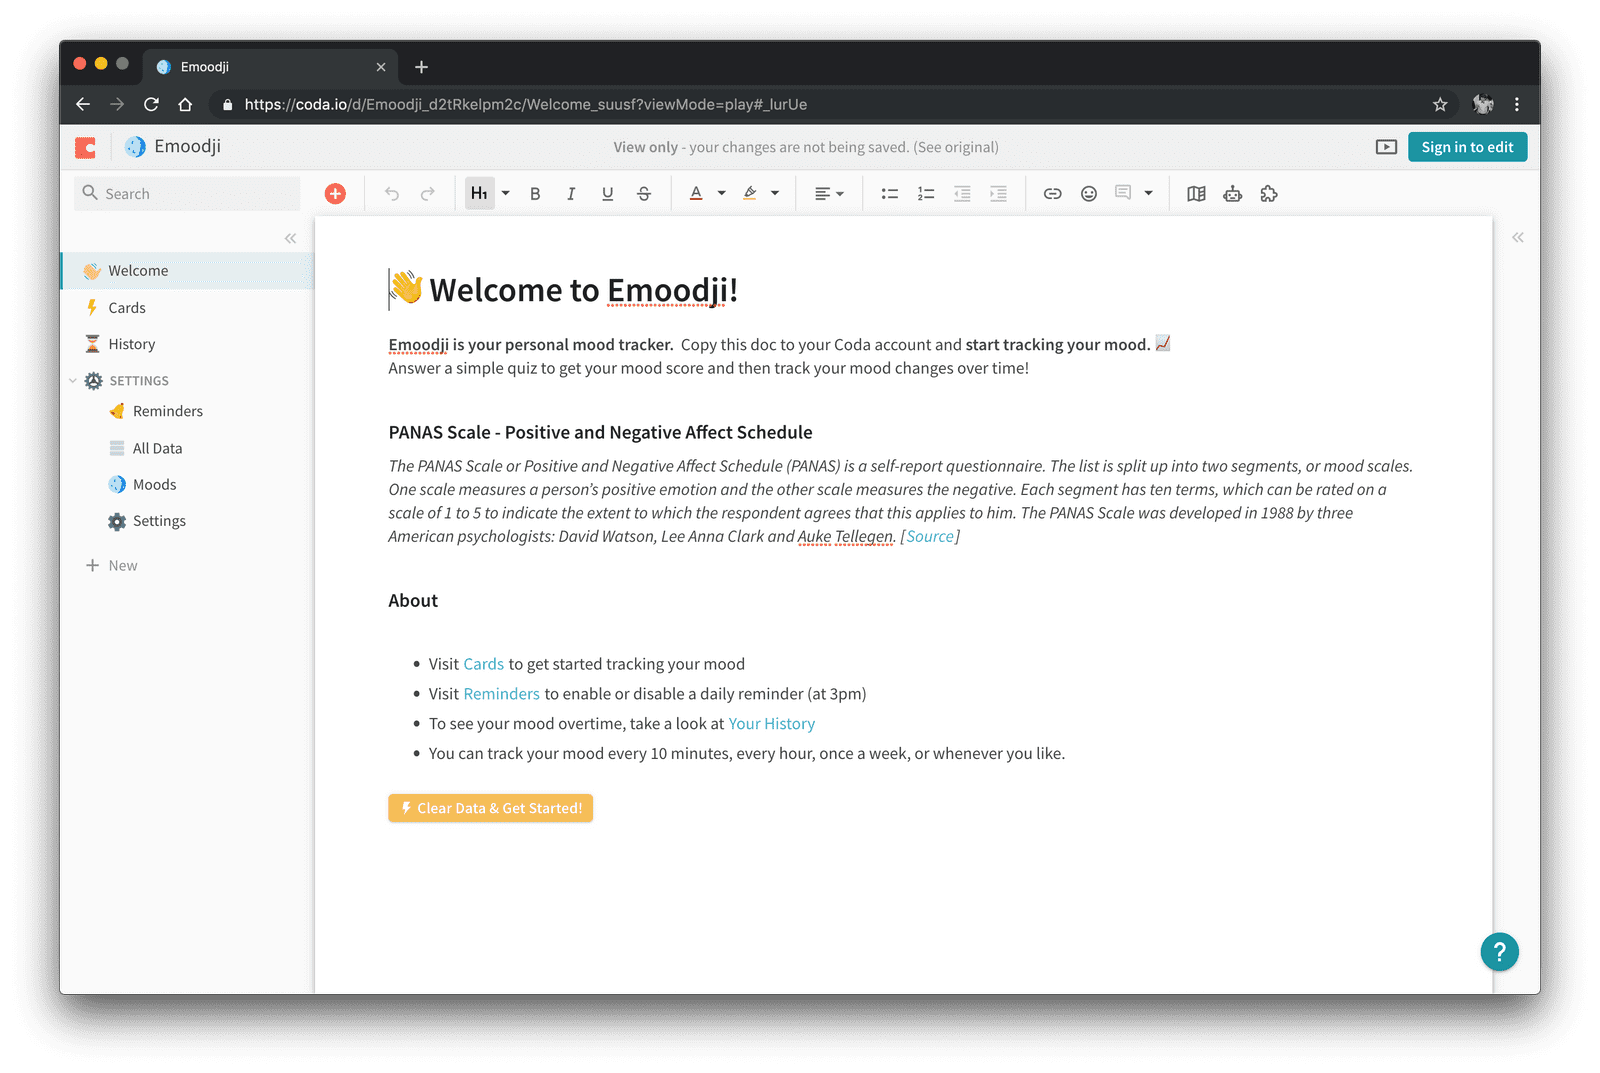 Emoodji
https://coda.io/d/Emoodji_d2tRkelpm2c/Welcome_suusf?viewMode=play#_lurUe
Emoodji
View only - your changes are not being saved. (See original)
Sign in to edit
Search
H1
B
I
U
S
A
Welcome
Cards
History
SETTINGS
Reminders
All Data
Moods
Settings
New
👋 Welcome to Emoodji!
Emoodji is your personal mood tracker. Copy this doc to your Coda account and start tracking your mood. 📈
Answer a simple quiz to get your mood score and then track your mood changes over time!
PANAS Scale - Positive and Negative Affect Schedule
The PANAS Scale or Positive and Negative Affect Schedule (PANAS) is a self-report questionnaire. The list is split up into two segments, or mood scales.
One scale measures a person’s positive emotion and the other scale measures the negative. Each segment has ten terms, which can be rated on a
scale of 1 to 5 to indicate the extent to which the respondent agrees that this applies to him. The PANAS Scale was developed in 1988 by three
American psychologists: David Watson, Lee Anna Clark and Auke Tellegen. [Source]
About
• Visit Cards to get started tracking your mood
• Visit Reminders to enable or disable a daily reminder (at 3pm)
• To see your mood overtime, take a look at Your History
• You can track your mood every 10 minutes, every hour, once a week, or whenever you like.
Clear Data & Get Started!
?